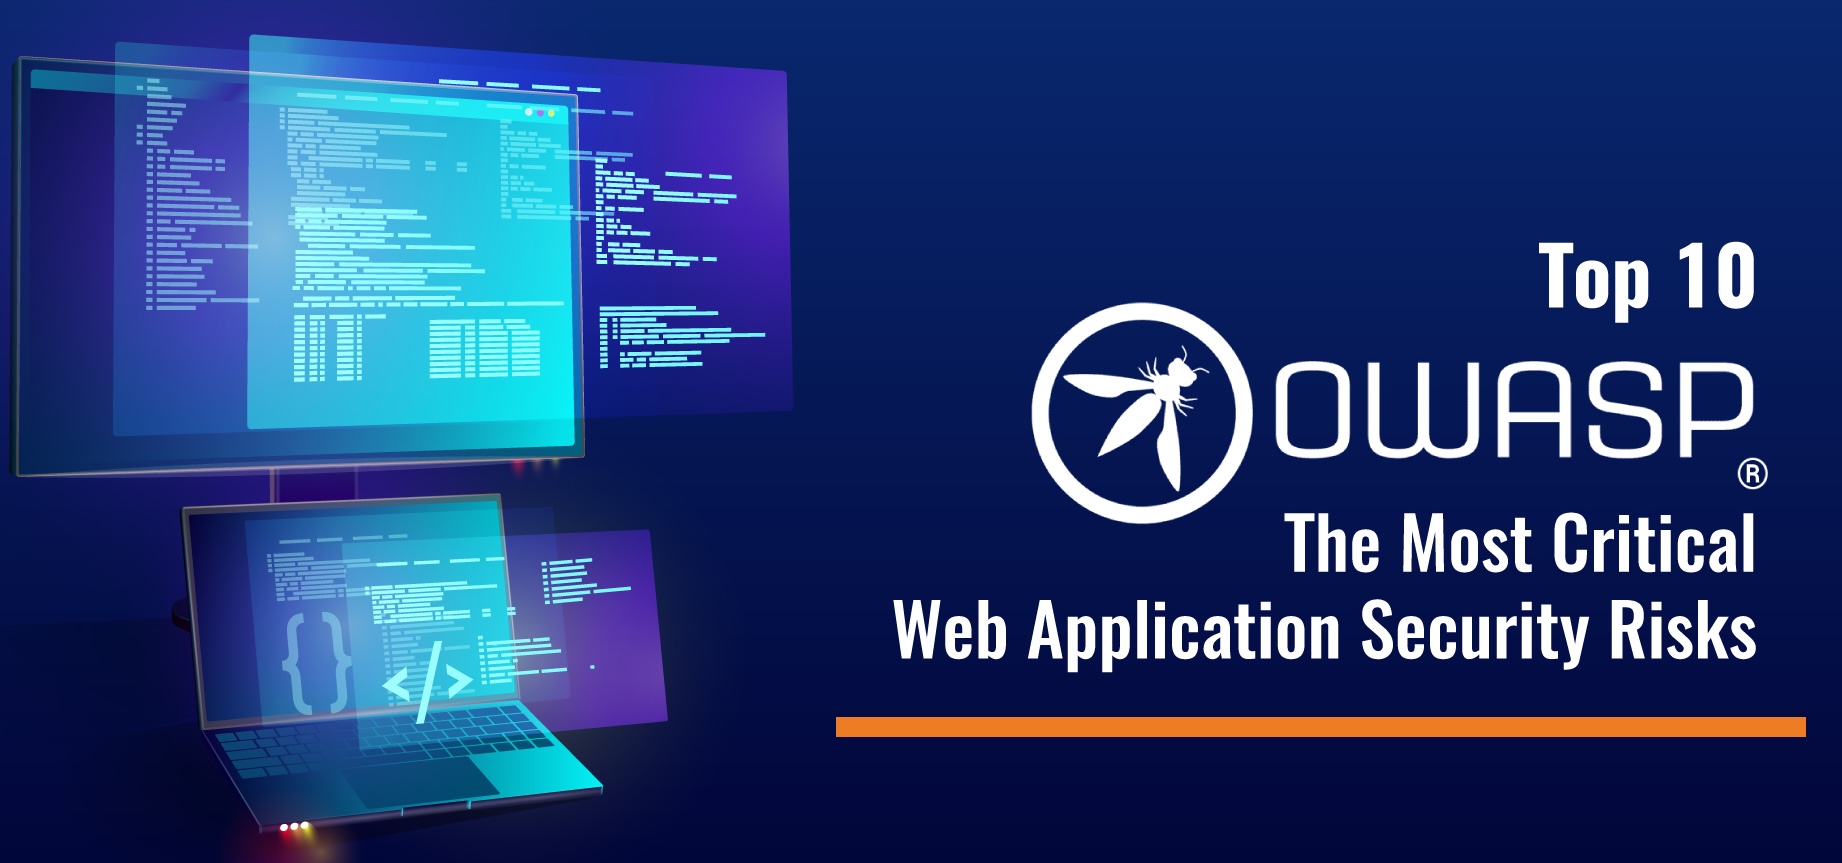 Top 10
OWASP
®
The Most Critical
Web Application Security Risks
{}
</>